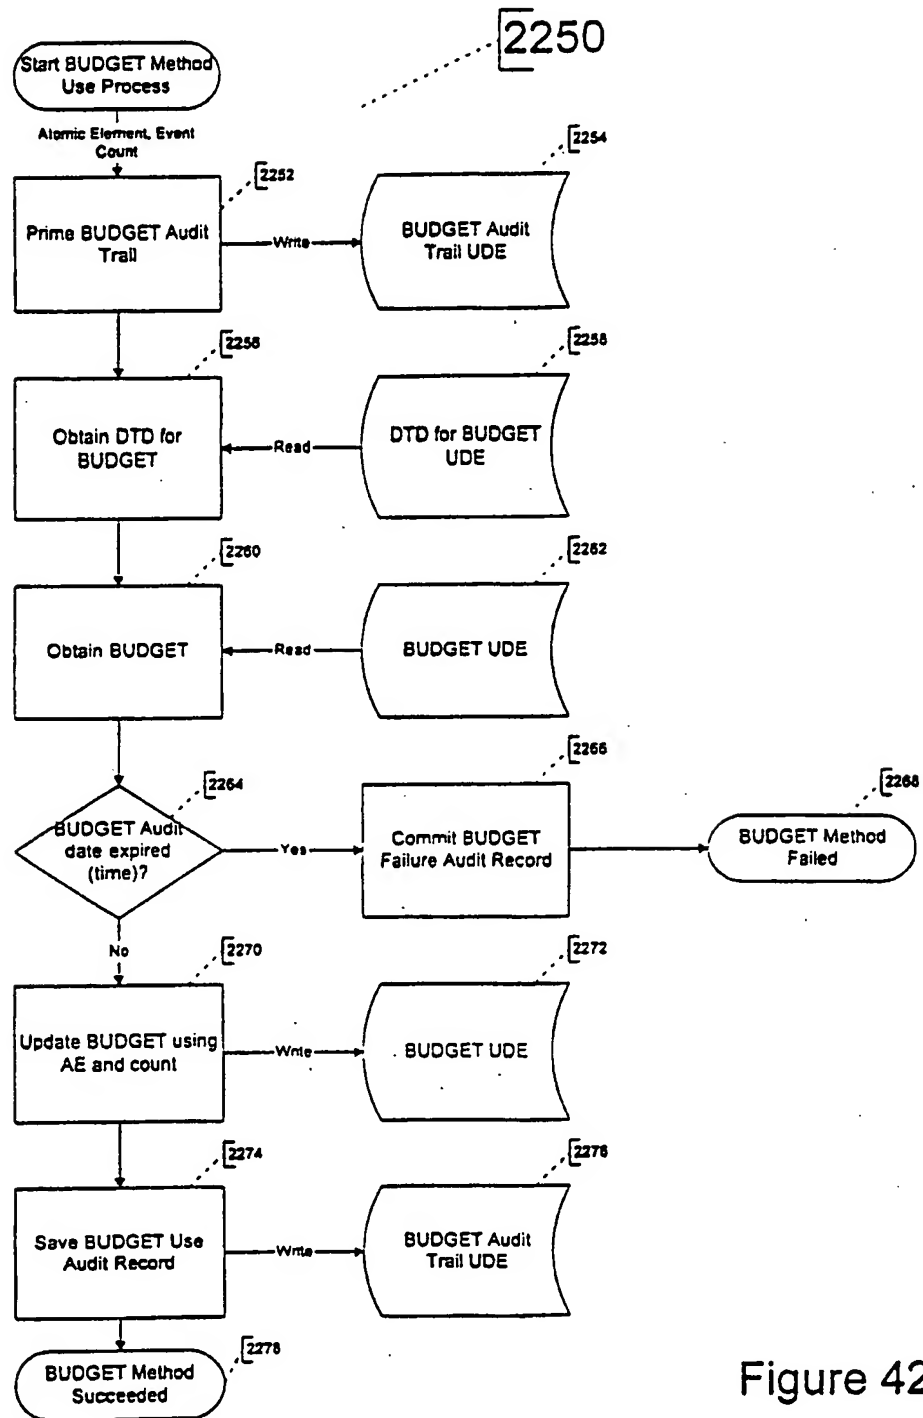 2250
Start BUDGET Method
Use Process
Atomic Element, Event
Count
2252
2254
Prime BUDGET Audit
Trail
Write
BUDGET Audit
Trail UDE
2256
2258
Obtain DTD for
BUDGET
Read
DTD for BUDGET
UDE
2260
2262
Obtain BUDGET
Read
BUDGET UDE
2264
2266
2268
BUDGET Audit
date expired
(time)?
Yes
Commit BUDGET
Failure Audit Record
BUDGET Method
Failed
No
2270
2272
Update BUDGET using
AE and count
Write
BUDGET UDE
2274
2276
Save BUDGET Use
Audit Record
Write
BUDGET Audit
Trail UDE
2278
BUDGET Method
Succeeded
Figure 42